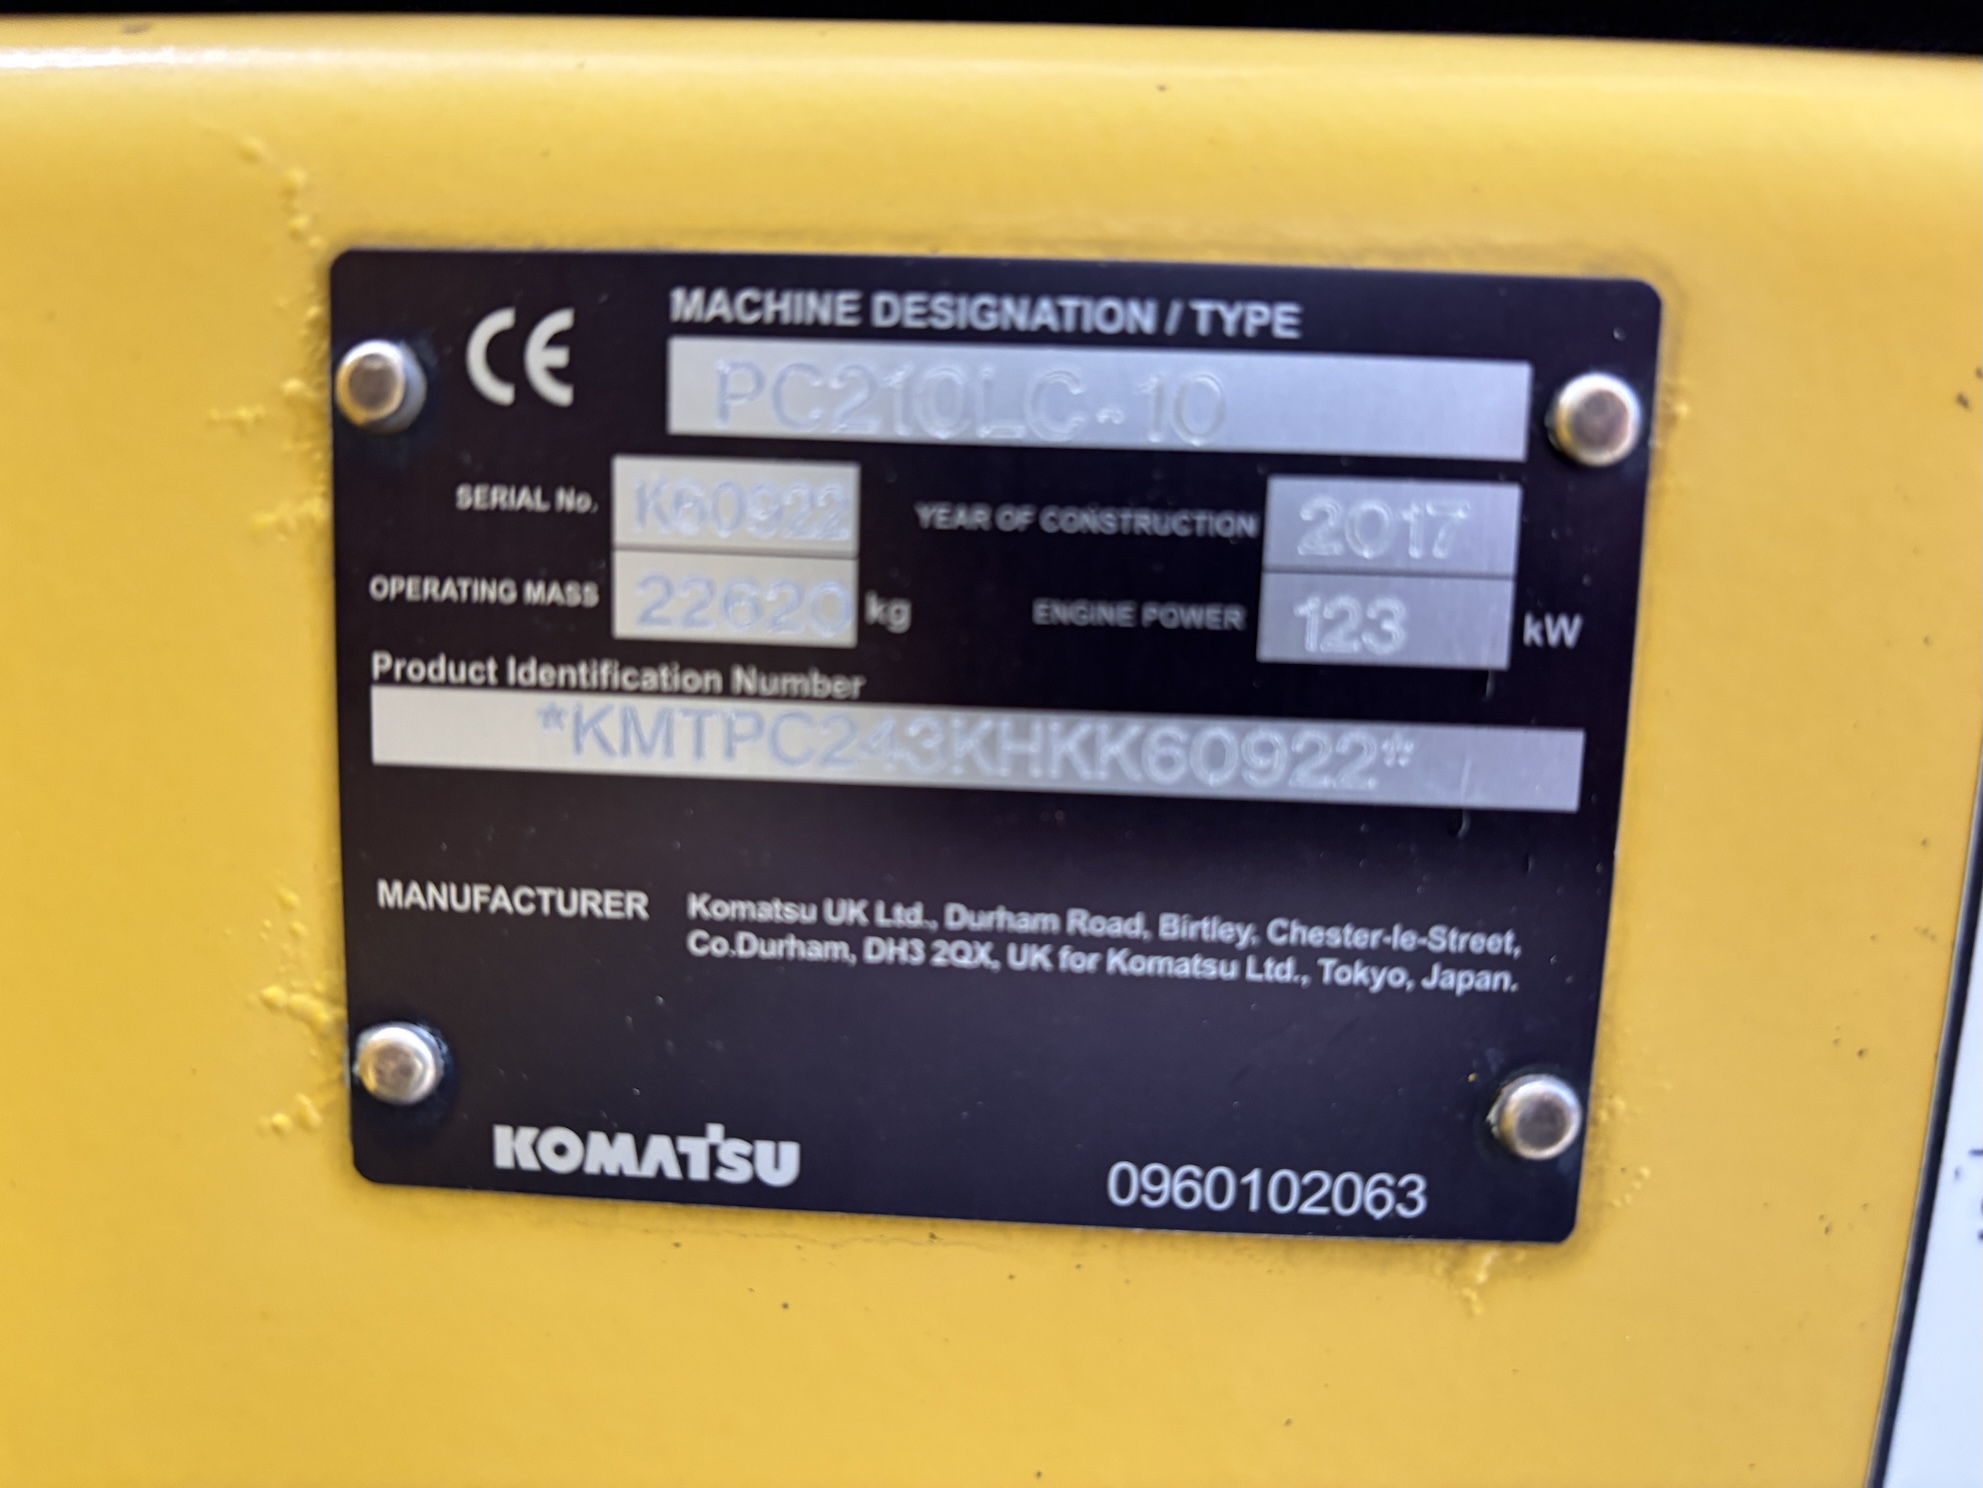 CE
MACHINE DESIGNATION / TYPE
PC210LC-10
SERIAL No. K60922 YEAR OF CONSTRUCTION 2017
OPERATING MASS 22620 kg ENGINE POWER 123 kW
Product Identification Number
*KMTPC243KHKK60922*
MANUFACTURER Komatsu UK Ltd., Durham Road, Birtley, Chester-le-Street,
Co.Durham, DH3 2QX, UK for Komatsu Ltd., Tokyo, Japan.
KOMATSU 0960102063